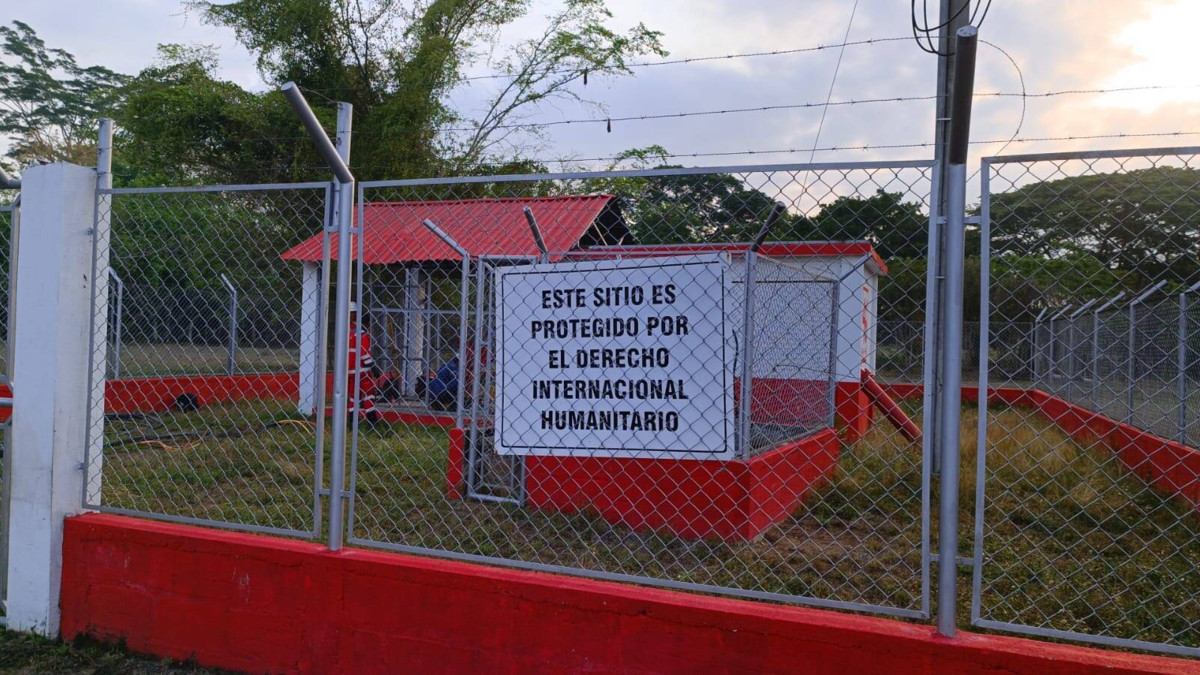 ESTE SITIO ES
PROTEGIDO POR
EL DERECHO
INTERNACIONAL
HUMANITARIO